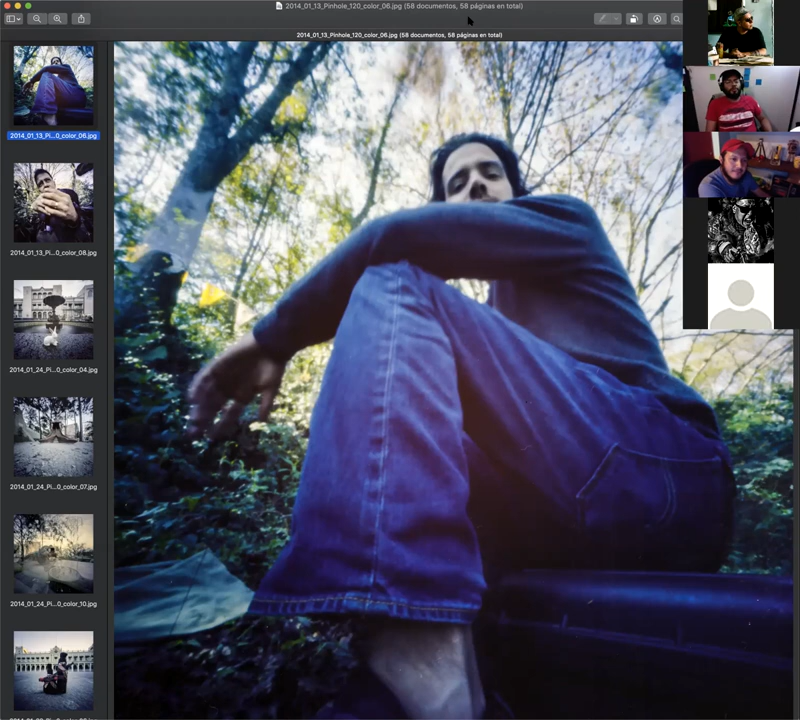 2014_01_13_Pinhole_120_color_06.jpg (58 documentos, 58 páginas en total)
2014_01_13_Pinhole_120_color_06.jpg (58 documentos, 58 páginas en total)
2014_01_13_Pi...0_color_06.jpg
2014_01_13_Pi...0_color_08.jpg
2014_01_24_Pi...0_color_04.jpg
2014_01_24_Pi...0_color_07.jpg
2014_01_24_Pi...0_color_10.jpg